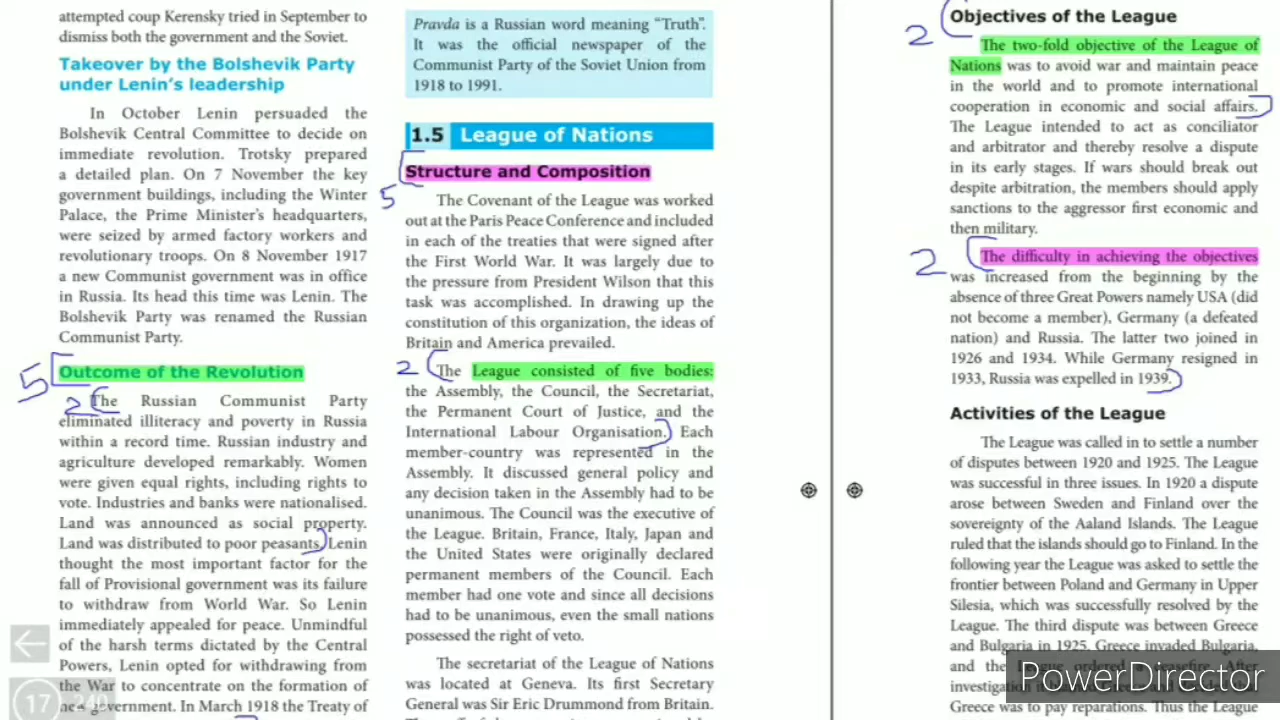 attempted coup Kerensky tried in September to
dismiss both the government and the Soviet.
Takeover by the Bolshevik Party
under Lenin's leadership
In October Lenin persuaded the
Bolshevik Central Committee to decide on
immediate revolution. Trotsky prepared
a detailed plan. On 7 November the key
government buildings, including the Winter
Palace, the Prime Minister's headquarters,
were seized by armed factory workers and
revolutionary troops. On 8 November 1917
a new Communist government was in office
in Russia. Its head this time was Lenin. The
Bolshevik Party was renamed the Russian
Communist Party.
5
Outcome of the Revolution
2
The Russian Communist Party
eliminated illiteracy and poverty in Russia
within a record time. Russian industry and
agriculture developed remarkably. Women
were given equal rights, including rights to
vote. Industries and banks were nationalised.
Land was announced as social property.
Land was distributed to poor peasants. Lenin
thought the most important factor for the
fall of Provisional government was its failure
to withdraw from World War. So Lenin
immediately appealed for peace. Unmindful
of the harsh terms dictated by the Central
Powers, Lenin opted for withdrawing from
the War to concentrate on the formation of
new government. In March 1918 the Treaty of
17 240
Pravda is a Russian word meaning "Truth".
It was the official newspaper of the
Communist Party of the Soviet Union from
1918 to 1991.
1.5 League of Nations
Structure and Composition
5
The Covenant of the League was worked
out at the Paris Peace Conference and included
in each of the treaties that were signed after
the First World War. It was largely due to
the pressure from President Wilson that this
task was accomplished. In drawing up the
constitution of this organization, the ideas of
Britain and America prevailed.
2
The League consisted of five bodies:
the Assembly, the Council, the Secretariat,
the Permanent Court of Justice, and the
International Labour Organisation. Each
member-country was represented in the
Assembly. It discussed general policy and
any decision taken in the Assembly had to be
unanimous. The Council was the executive of
the League. Britain, France, Italy, Japan and
the United States were originally declared
permanent members of the Council. Each
member had one vote and since all decisions
had to be unanimous, even the small nations
possessed the right of veto.
The secretariat of the League of Nations
was located at Geneva. Its first Secretary
General was Sir Eric Drummond from Britain.
Objectives of the League
2
The two-fold objective of the League of
Nations was to avoid war and maintain peace
in the world and to promote international
cooperation in economic and social affairs.
The League intended to act as conciliator
and arbitrator and thereby resolve a dispute
in its early stages. If wars should break out
despite arbitration, the members should apply
sanctions to the aggressor first economic and
then military.
2
The difficulty in achieving the objectives
was increased from the beginning by the
absence of three Great Powers namely USA (did
not become a member), Germany (a defeated
nation) and Russia. The latter two joined in
1926 and 1934. While Germany resigned in
1933, Russia was expelled in 1939.
Activities of the League
The League was called in to settle a number
of disputes between 1920 and 1925. The League
was successful in three issues. In 1920 a dispute
arose between Sweden and Finland over the
sovereignty of the Aaland Islands. The League
ruled that the islands should go to Finland. In the
following year the League was asked to settle the
frontier between Poland and Germany in Upper
Silesia, which was successfully resolved by the
League. The third dispute was between Greece
and Bulgaria in 1925. Greece invaded Bulgaria,
and the League ordered a ceasefire. After
investigation
Greece was to pay reparations. Thus the League
PowerDirector